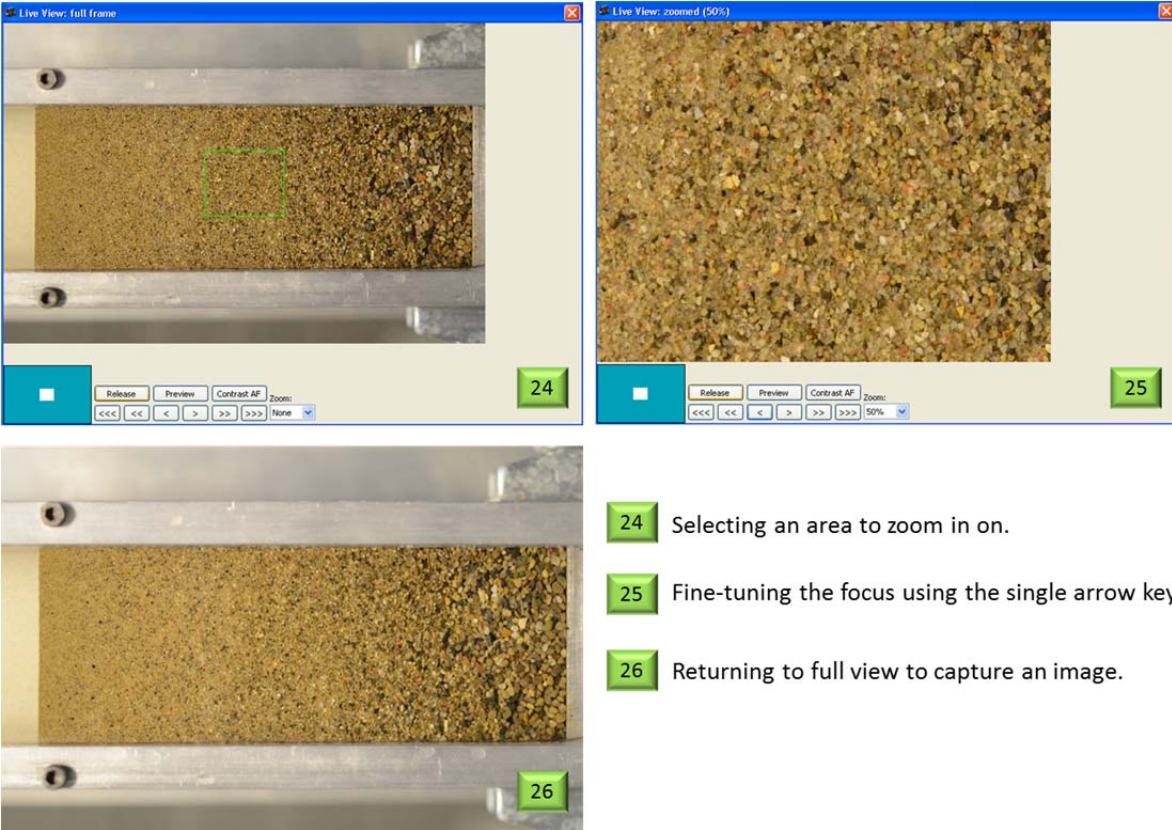 Live View: full frame
Live View: zoomed (50%)
Release Preview Contrast AF Zoom:
<<< << < > >> >>> None
24
Release Preview Contrast AF Zoom:
<<< << < > >> >>> 50%
25
26
24 Selecting an area to zoom in on.
25 Fine-tuning the focus using the single arrow key
26 Returning to full view to capture an image.